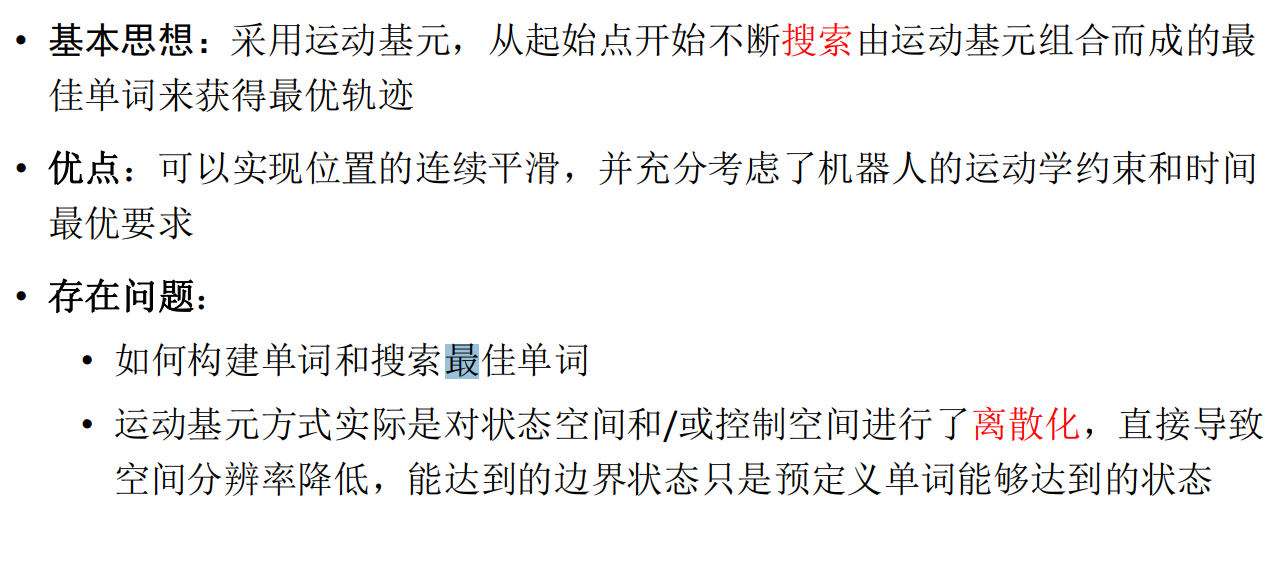 • 基本思想：采用运动基元，从起始点开始不断搜索由运动基元组合而成的最
佳单词来获得最优轨迹
• 优点：可以实现位置的连续平滑，并充分考虑了机器人的运动学约束和时间
最优要求
• 存在问题：
• 如何构建单词和搜索最佳单词
• 运动基元方式实际是对状态空间和/或控制空间进行了离散化，直接导致
空间分辨率降低，能达到的边界状态只是预定义单词能够达到的状态